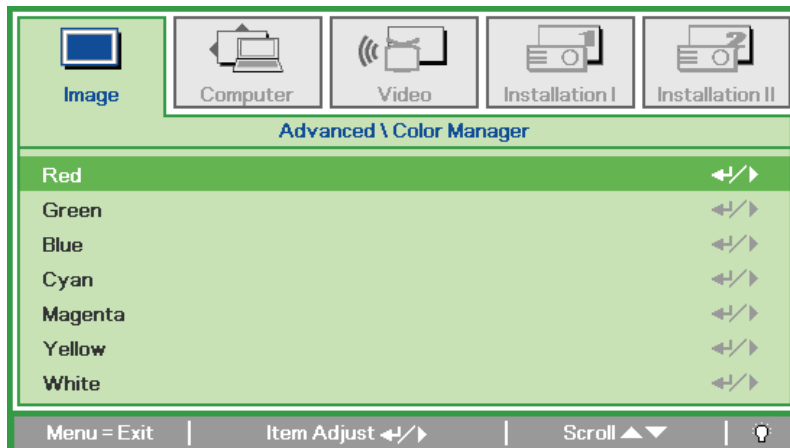 Image Computer Video Installation I Installation II
Advanced \ Color Manager
Red
Green
Blue
Cyan
Magenta
Yellow
White
Menu = Exit Item Adjust ↵/▶ Scroll ▲▼